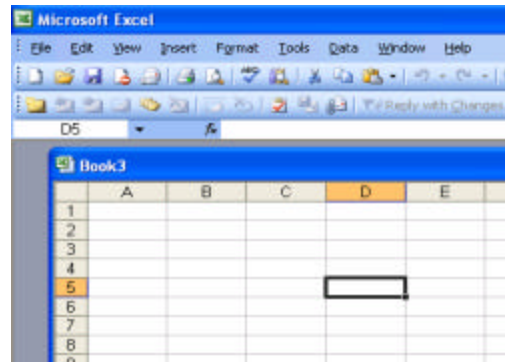 Microsoft Excel
File Edit View Insert Format Tools Data Window Help
Reply with Changes
D5 fx
Book3
A B C D E
1
2
3
4
5
6
7
8